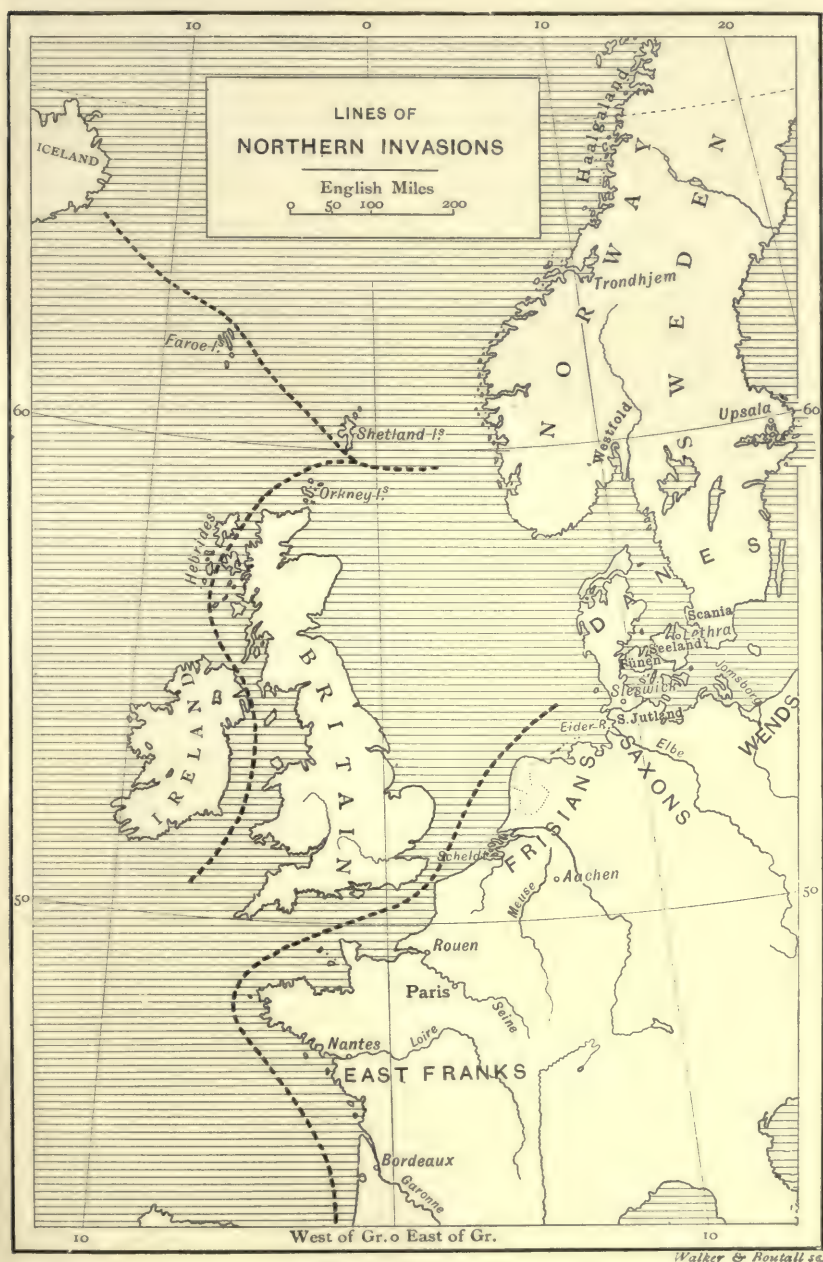 10 0 10 20
LINES OF
NORTHERN INVASIONS
English Miles
0 50 100 200
ICELAND
Haalgaland
NORWAY
SWEDEN
Trondhjem
Faroe-I.s
60
60
Shetland-I.s
Upsala
Westfold
Orkney-I.s
Hebrides
DANES
Scania
Lethra
Seeland
Fünen
Sleswick
Jomsborg
S. Jutland
Eider R.
WENDS
BRITAIN
IRELAND
Elbe
SAXONS
FRISIANS
Scheldt
Meuse
Aachen
50
50
Rouen
Paris
Seine
Nantes
Loire
EAST FRANKS
Bordeaux
Garonne
10 West of Gr. 0 East of Gr. 10
Walker & Boutall sc.